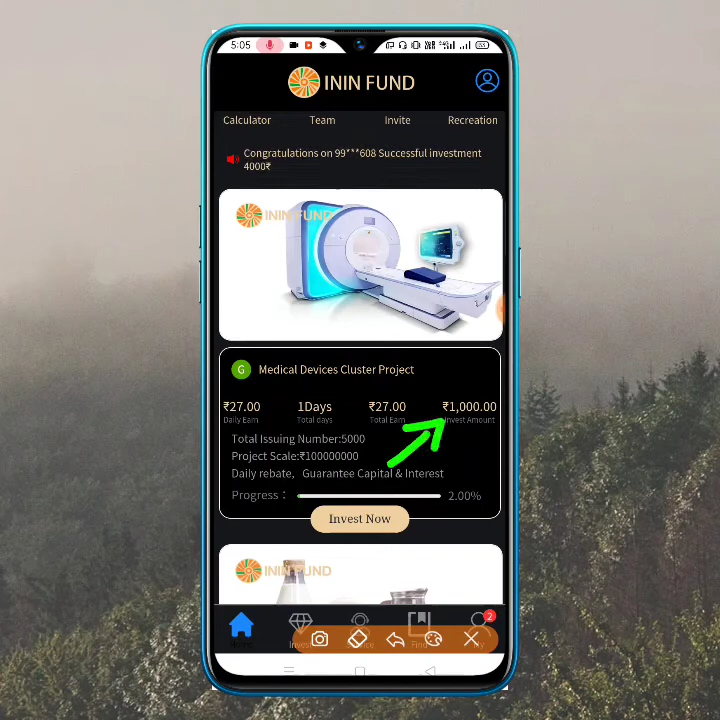 5:05
ININ FUND
Calculator Team Invite Recreation
Congratulations on 99***608 Successful investment
4000₹
ININ FUND
G Medical Devices Cluster Project
₹27.00 1Days ₹27.00 ₹1,000.00
Daily Earn Total days Total Earn Invest Amount
Total Issuing Number:5000
Project Scale:₹100000000
Daily rebate, Guarantee Capital & Interest
Progress: 2.00%
Invest Now
ININ FUND
2